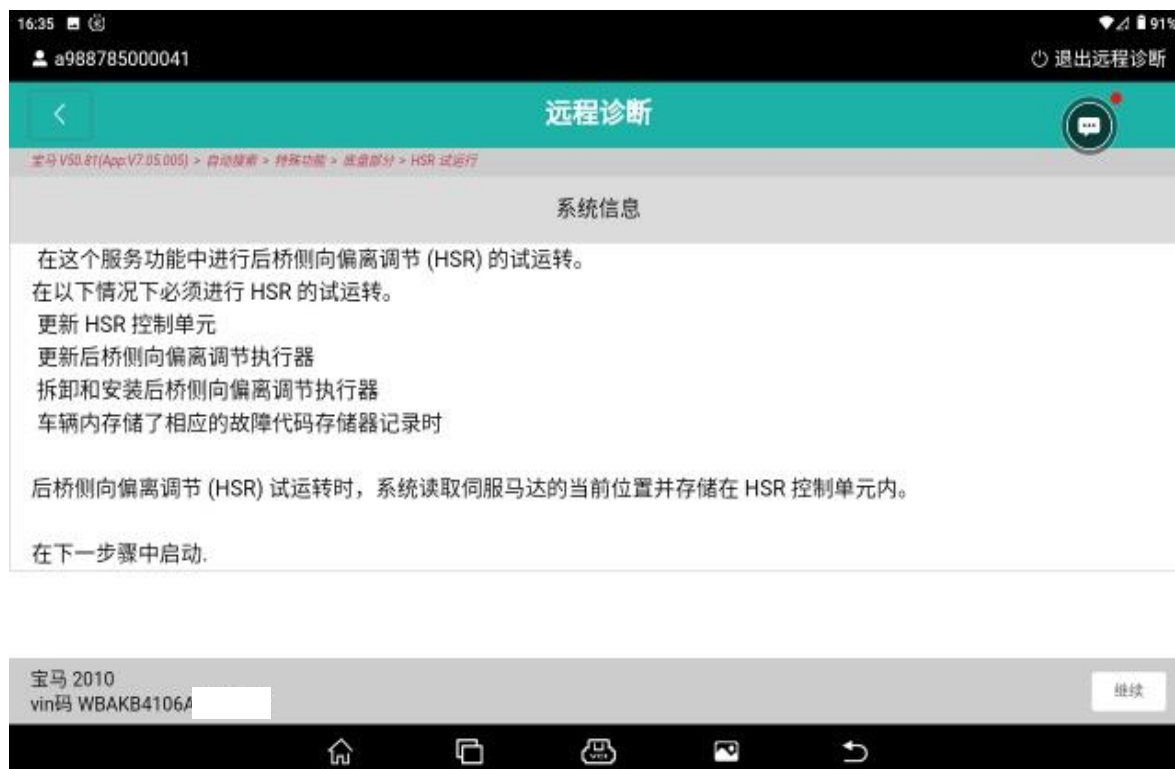 16:35
91%
a988785000041
退出远程诊断
远程诊断
宝马 V50.81(App:V7.05.005) > 自动搜索 > 特殊功能 > 底盘部分 > HSR 试运行
系统信息
在这个服务功能中进行后桥侧向偏离调节 (HSR) 的试运转。
在以下情况下必须进行 HSR 的试运转。
更新 HSR 控制单元
更新后桥侧向偏离调节执行器
拆卸和安装后桥侧向偏离调节执行器
车辆内存储了相应的故障代码存储器记录时
后桥侧向偏离调节 (HSR) 试运转时，系统读取伺服马达的当前位置并存储在 HSR 控制单元内。
在下一步骤中启动.
宝马 2010
vin码 WBAKB4106A
继续
VCI